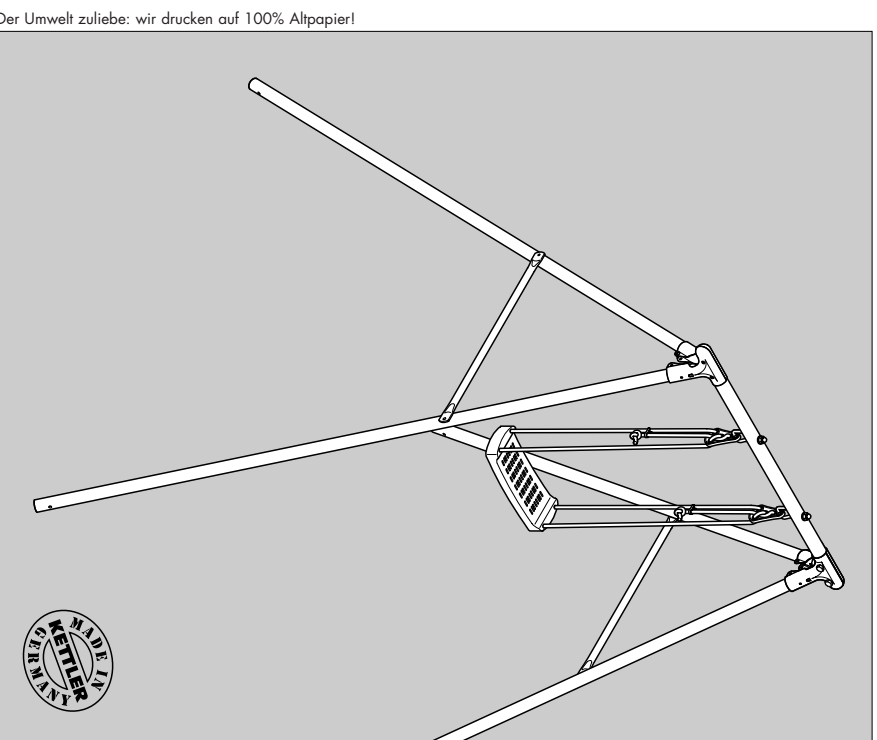 Der Umwelt zuliebe: wir drucken auf 100% Altpapier!
MADE IN
KETTLER
GERMANY